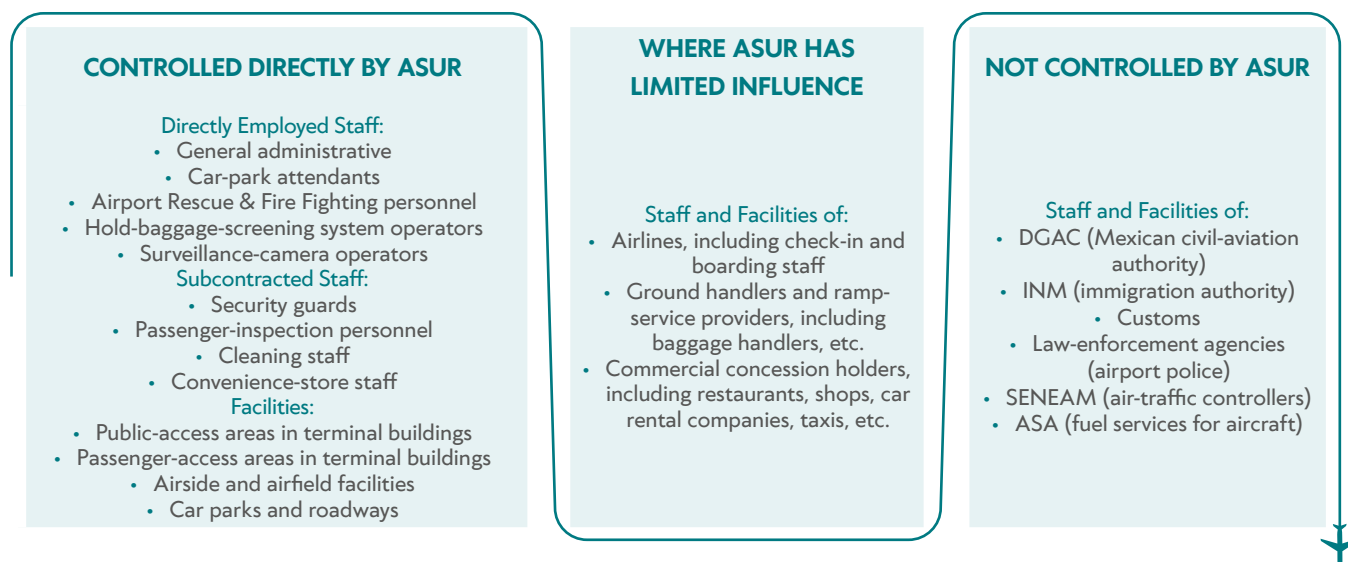 CONTROLLED DIRECTLY BY ASUR
Directly Employed Staff:
• General administrative
• Car-park attendants
• Airport Rescue & Fire Fighting personnel
• Hold-baggage-screening system operators
• Surveillance-camera operators
Subcontracted Staff:
• Security guards
• Passenger-inspection personnel
• Cleaning staff
• Convenience-store staff
Facilities:
• Public-access areas in terminal buildings
• Passenger-access areas in terminal buildings
• Airside and airfield facilities
• Car parks and roadways
WHERE ASUR HAS
LIMITED INFLUENCE
Staff and Facilities of:
• Airlines, including check-in and
boarding staff
• Ground handlers and ramp-
service providers, including
baggage handlers, etc.
• Commercial concession holders,
including restaurants, shops, car
rental companies, taxis, etc.
NOT CONTROLLED BY ASUR
Staff and Facilities of:
• DGAC (Mexican civil-aviation
authority)
• INM (immigration authority)
• Customs
• Law-enforcement agencies
(airport police)
• SENEAM (air-traffic controllers)
• ASA (fuel services for aircraft)